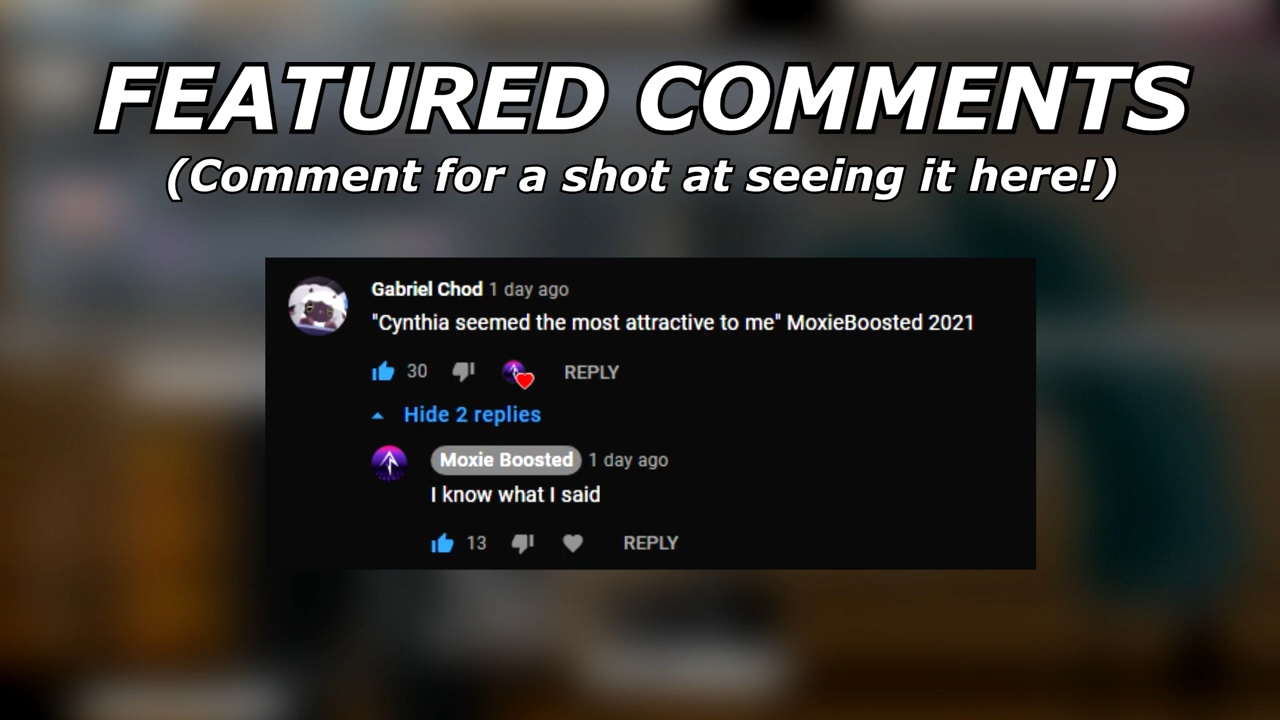 FEATURED COMMENTS
(Comment for a shot at seeing it here!)
Gabriel Chod 1 day ago
"Cynthia seemed the most attractive to me" MoxieBoosted 2021
30 REPLY
Hide 2 replies
Moxie Boosted 1 day ago
I know what I said
13 REPLY